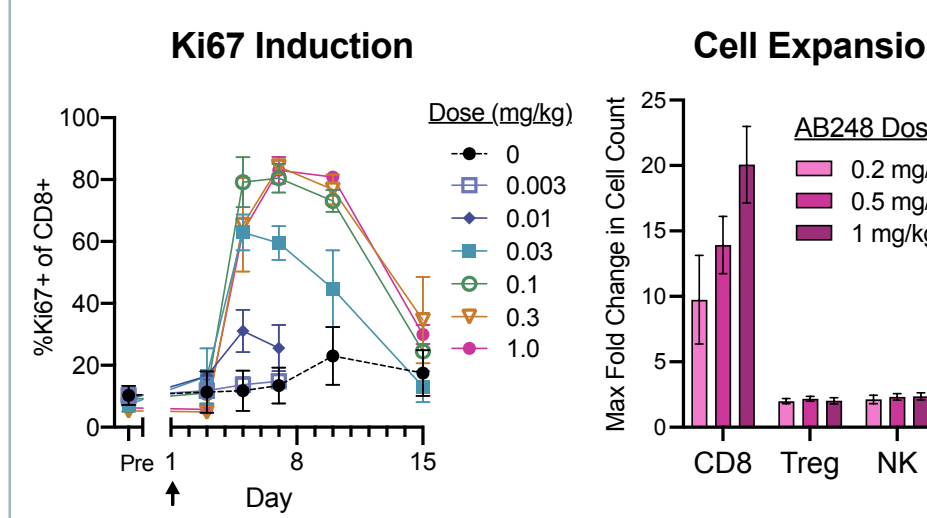 Ki67 Induction
%Ki67+ of CD8+
100
80
60
40
20
0
Pre 1 8 15
Day
Dose (mg/kg)
0
0.003
0.01
0.03
0.1
0.3
1.0
Cell Expansio
Max Fold Change in Cell Count
25
20
15
10
5
0
AB248 Dos
0.2 mg/
0.5 mg/
1 mg/kg
CD8 Treg NK